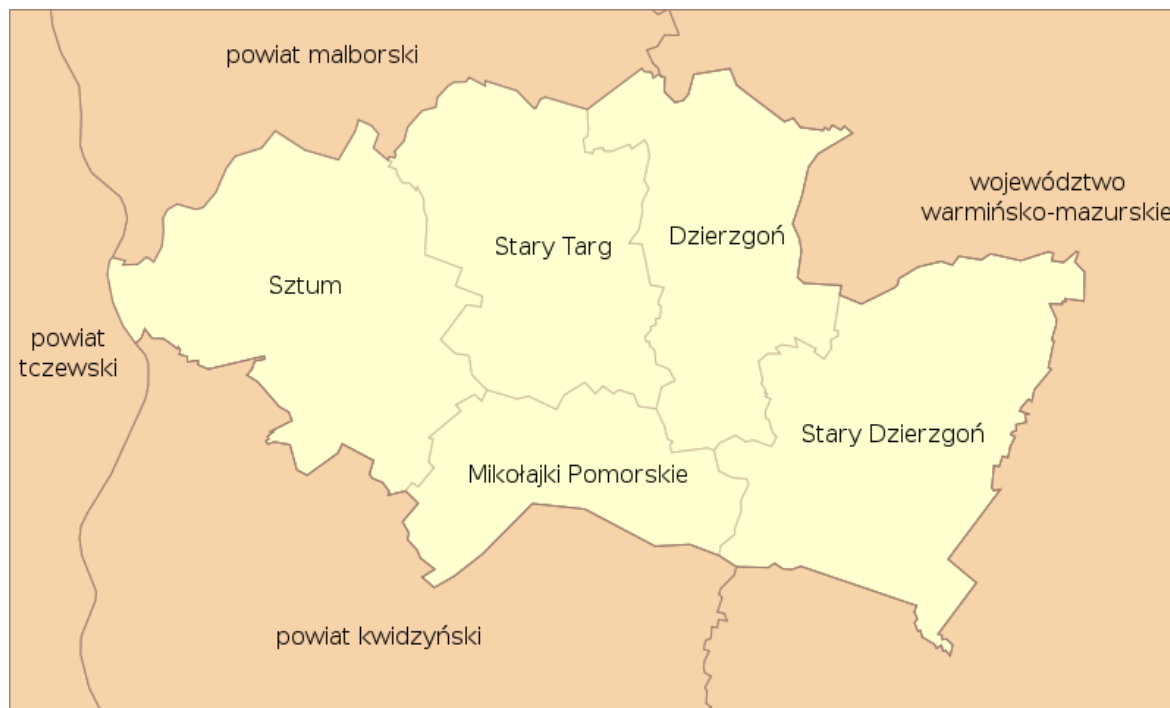 powiat malborski
województwo
warmińsko-mazurskie
Dzierzgoń
Stary Targ
Sztum
powiat
tczewski
Stary Dzierzgoń
Mikołajki Pomorskie
powiat kwidzyński